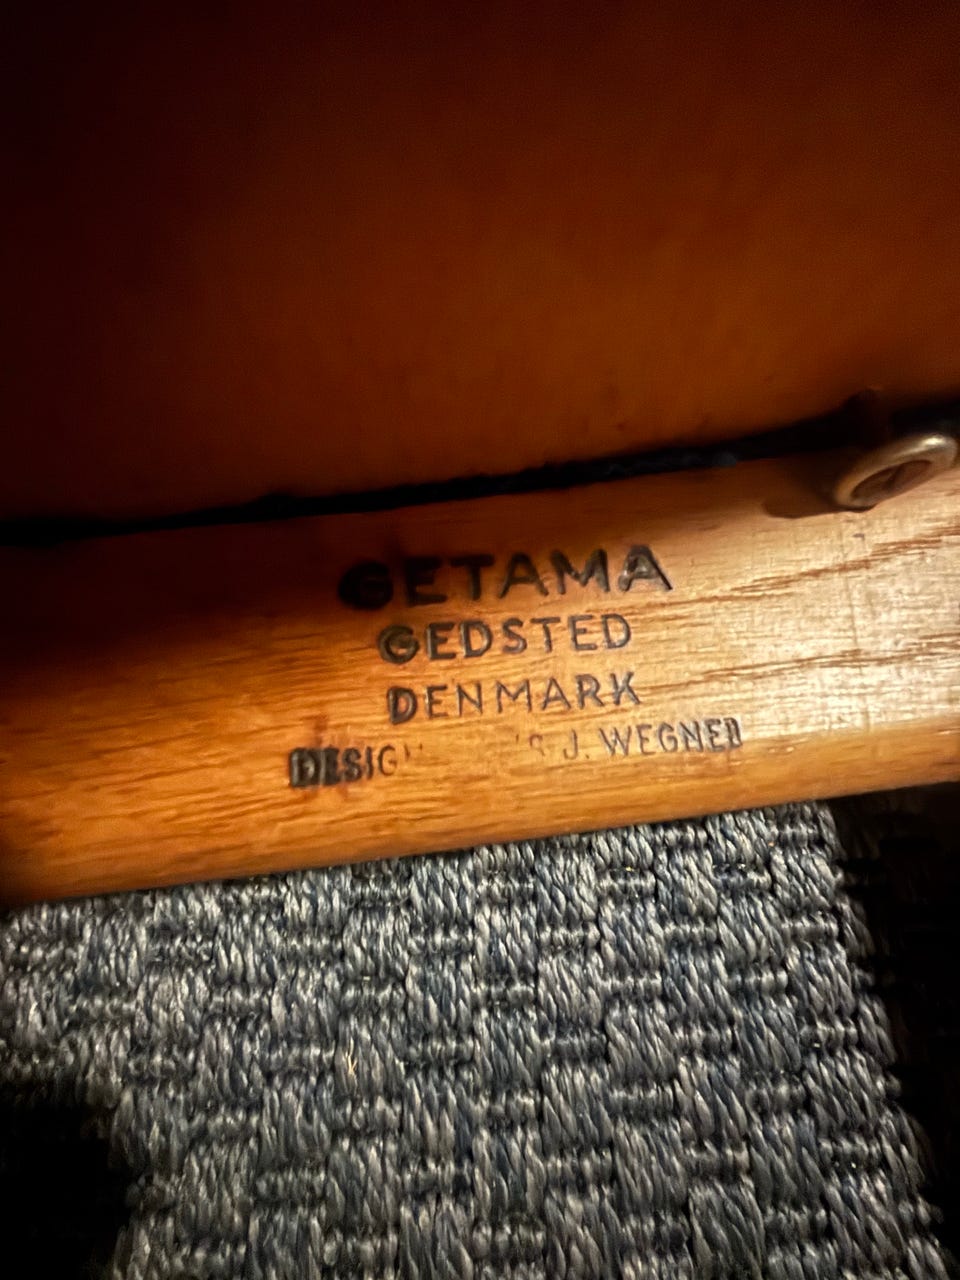 GETAMA
GEDSTED
DENMARK
J. WEGNER